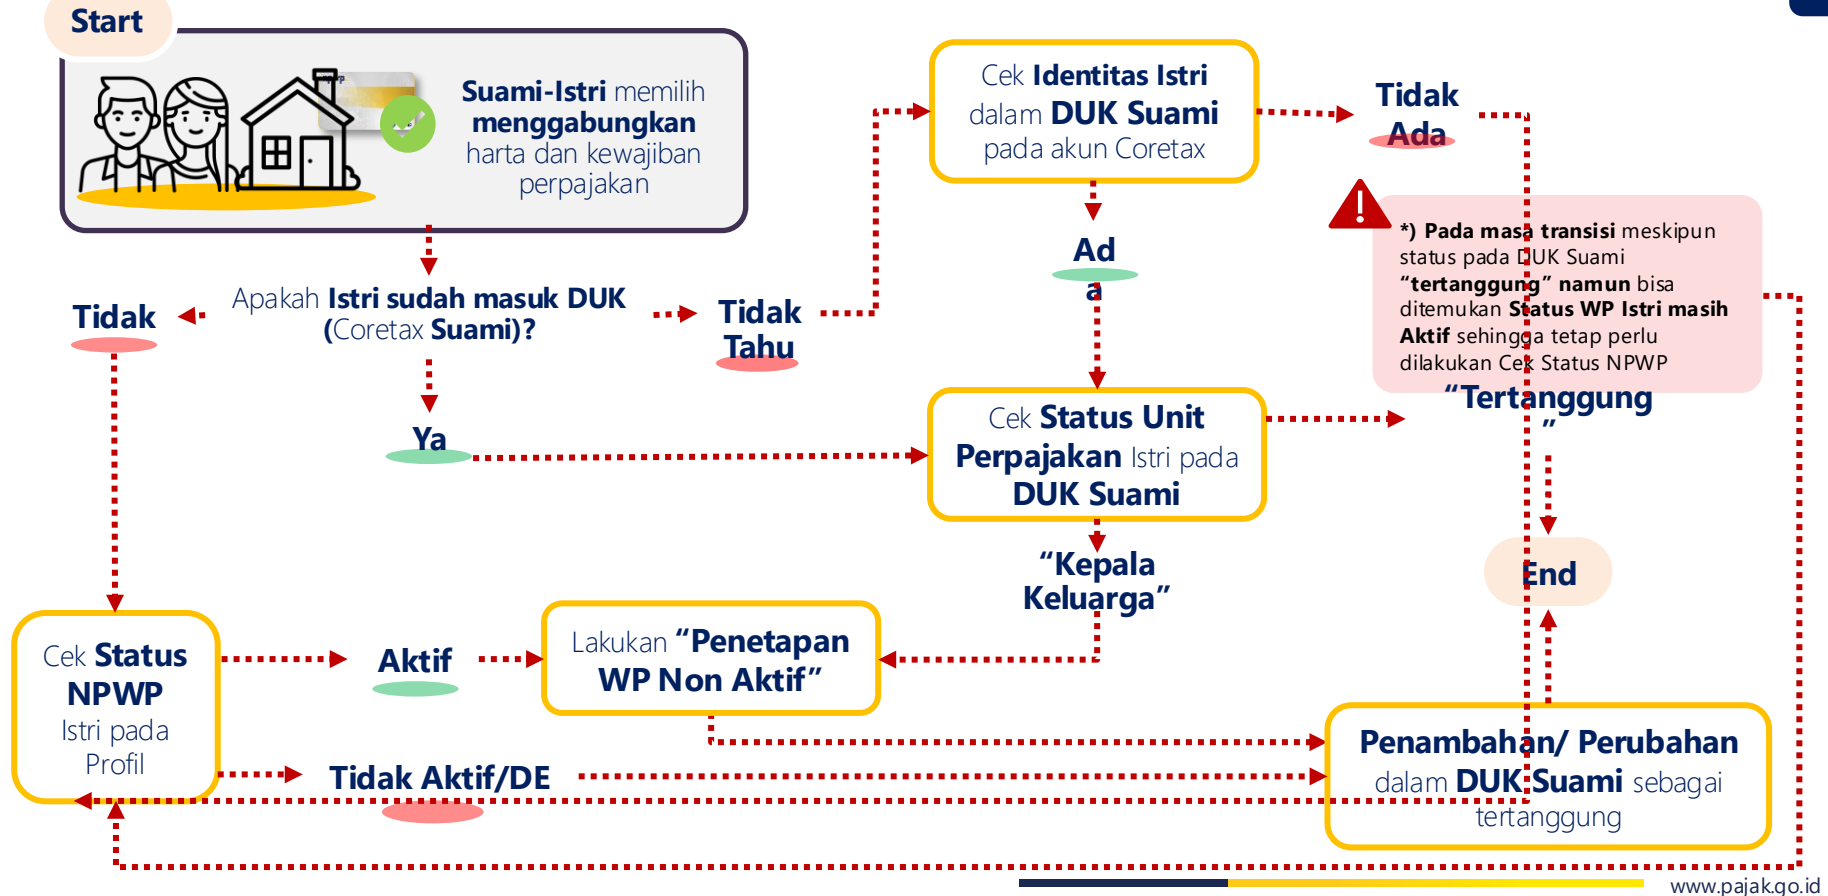 Start
npwp
Suami-Istri memilih
menggabungkan
harta dan kewajiban
perpajakan
Cek Identitas Istri
dalam DUK Suami
pada akun Coretax
Tidak
Ada
*) Pada masa transisi meskipun
status pada DUK Suami
“tertanggung” namun bisa
ditemukan Status WP Istri masih
Aktif sehingga tetap perlu
dilakukan Cek Status NPWP
Ad
a
Tidak
Apakah Istri sudah masuk DUK
(Coretax Suami)?
Tidak
Tahu
Ya
Cek Status Unit
Perpajakan Istri pada
DUK Suami
“Tertanggung
”
“Kepala
Keluarga”
End
Cek Status
NPWP
Istri pada
Profil
Aktif
Lakukan “Penetapan
WP Non Aktif”
Tidak Aktif/DE
Penambahan/ Perubahan
dalam DUK Suami sebagai
tertanggung
www.pajak.go.id